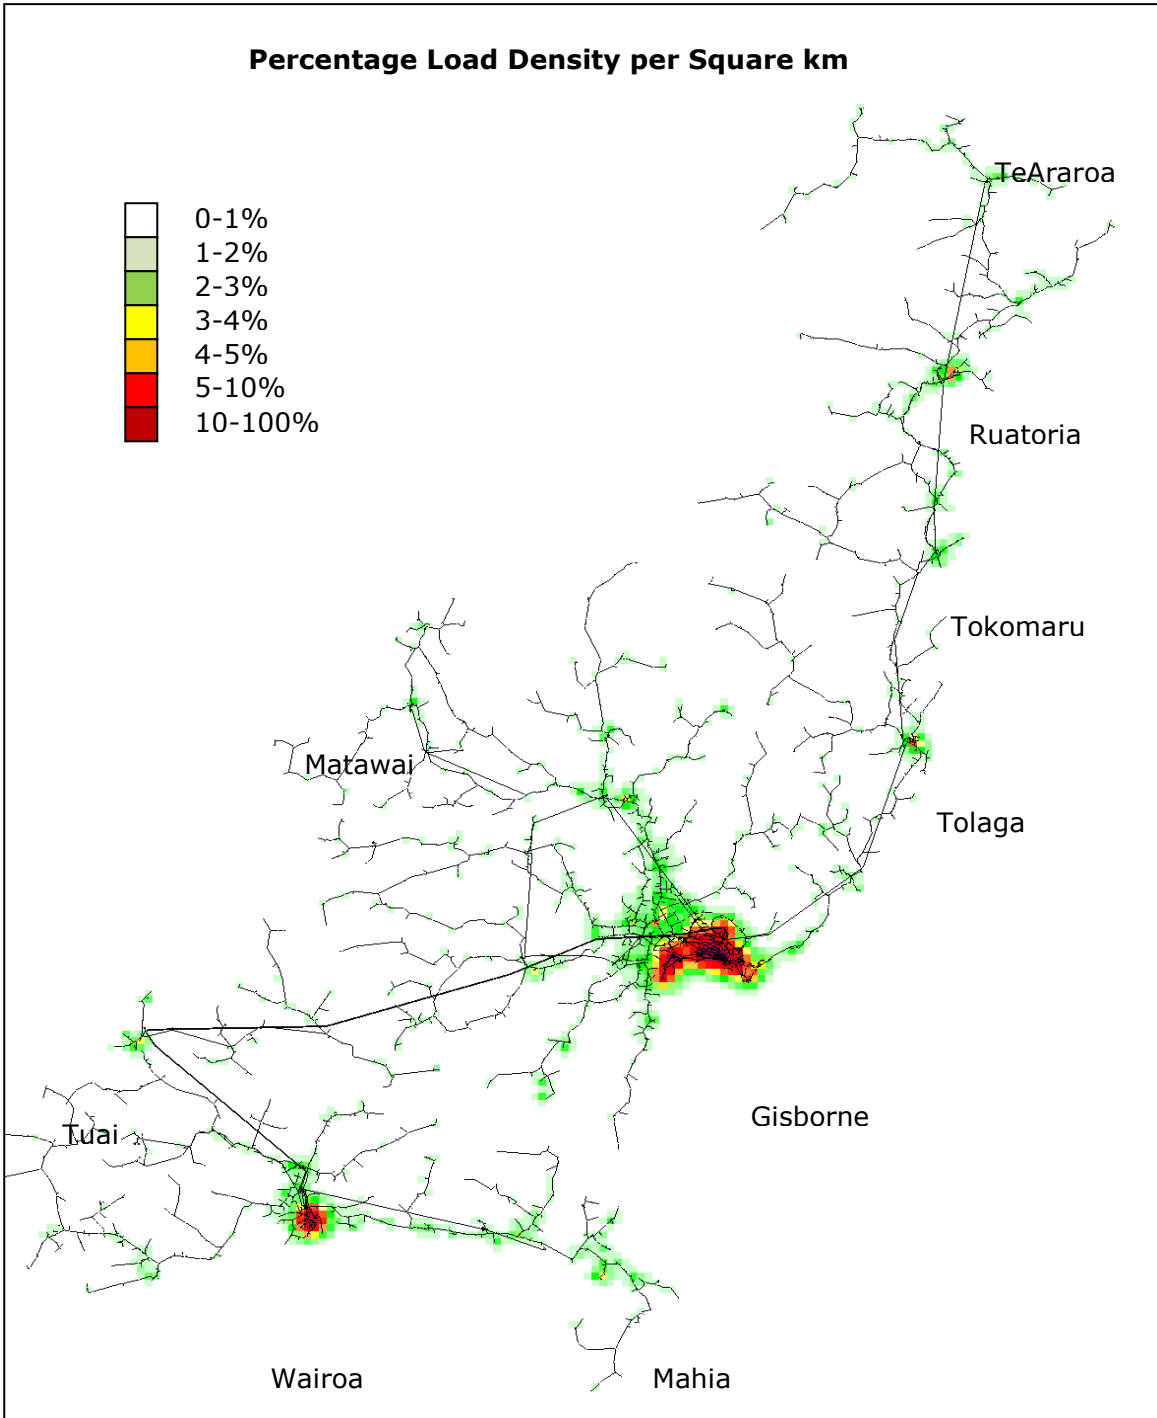 Percentage Load Density per Square km
TeAraroa
0-1%
1-2%
2-3%
3-4%
4-5%
5-10%
10-100%
Ruatoria
Tokomaru
Matawai
Tolaga
Gisborne
Tuai
Wairoa
Mahia